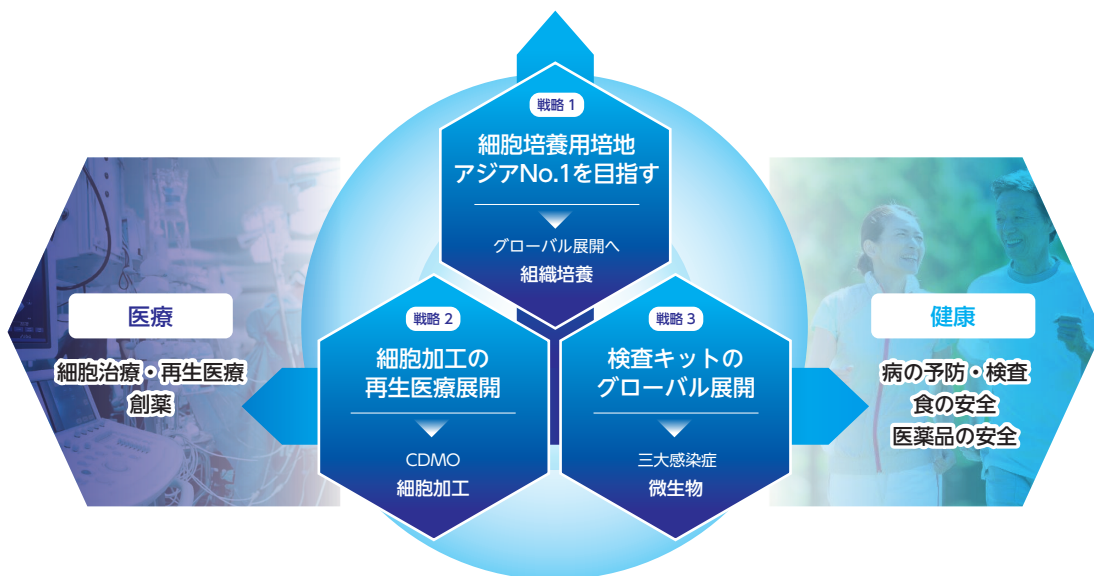 戦略 1
細胞培養用培地
アジアNo.1を目指す
グローバル展開へ
組織培養
医療
細胞治療・再生医療
創薬
戦略 2
細胞加工の
再生医療展開
CDMO
細胞加工
戦略 3
検査キットの
グローバル展開
三大感染症
微生物
健康
病の予防・検査
食の安全
医薬品の安全